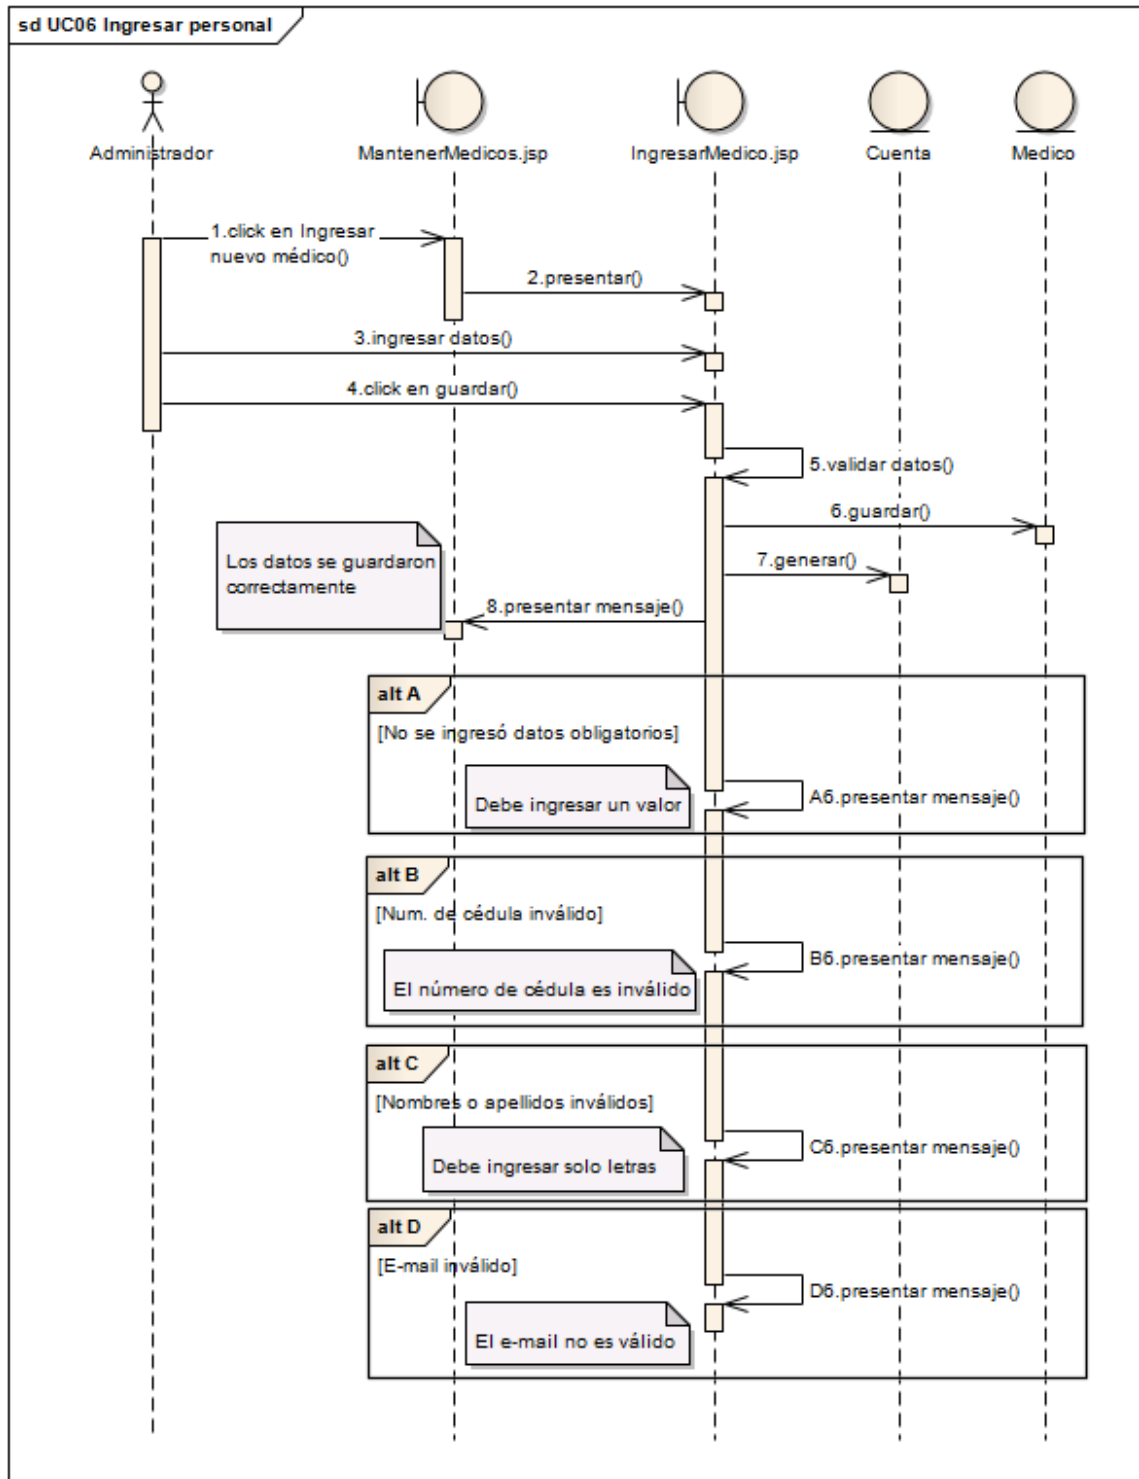 sd UC06 Ingresar personal
Administrador
MantenerMedicos.jsp
IngresarMedico.jsp
Cuenta
Medico
1.click en Ingresar
nuevo médico()
2.presentar()
3.ingresar datos()
4.click en guardar()
5.validar datos()
6.guardar()
Los datos se guardaron
correctamente
7.generar()
8.presentar mensaje()
alt A
[No se ingresó datos obligatorios]
Debe ingresar un valor
A6.presentar mensaje()
alt B
[Num. de cédula inválido]
B6.presentar mensaje()
El número de cédula es inválido
alt C
[Nombres o apellidos inválidos]
C6.presentar mensaje()
Debe ingresar solo letras
alt D
[E-mail inválido]
D6.presentar mensaje()
El e-mail no es válido